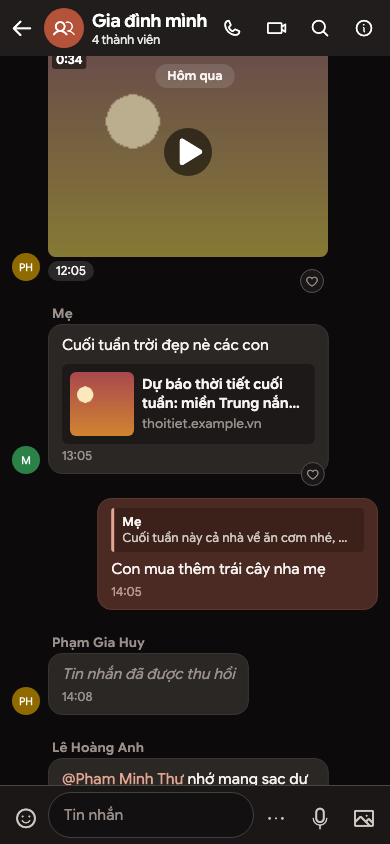 Gia đình mình
4 thành viên
0:34
Hôm qua
PH
12:05
Mẹ
Cuối tuần trời đẹp nè các con
Dự báo thời tiết cuối
tuần: miền Trung nắn...
thoitiet.example.vn
M
13:05
Mẹ
Cuối tuần này cả nhà về ăn cơm nhé, ...
Con mua thêm trái cây nha mẹ
14:05
Phạm Gia Huy
Tin nhắn đã được thu hồi
PH
14:08
Lê Hoàng Anh
@Phạm Minh Thư nhớ mang sạc dự
Tin nhắn